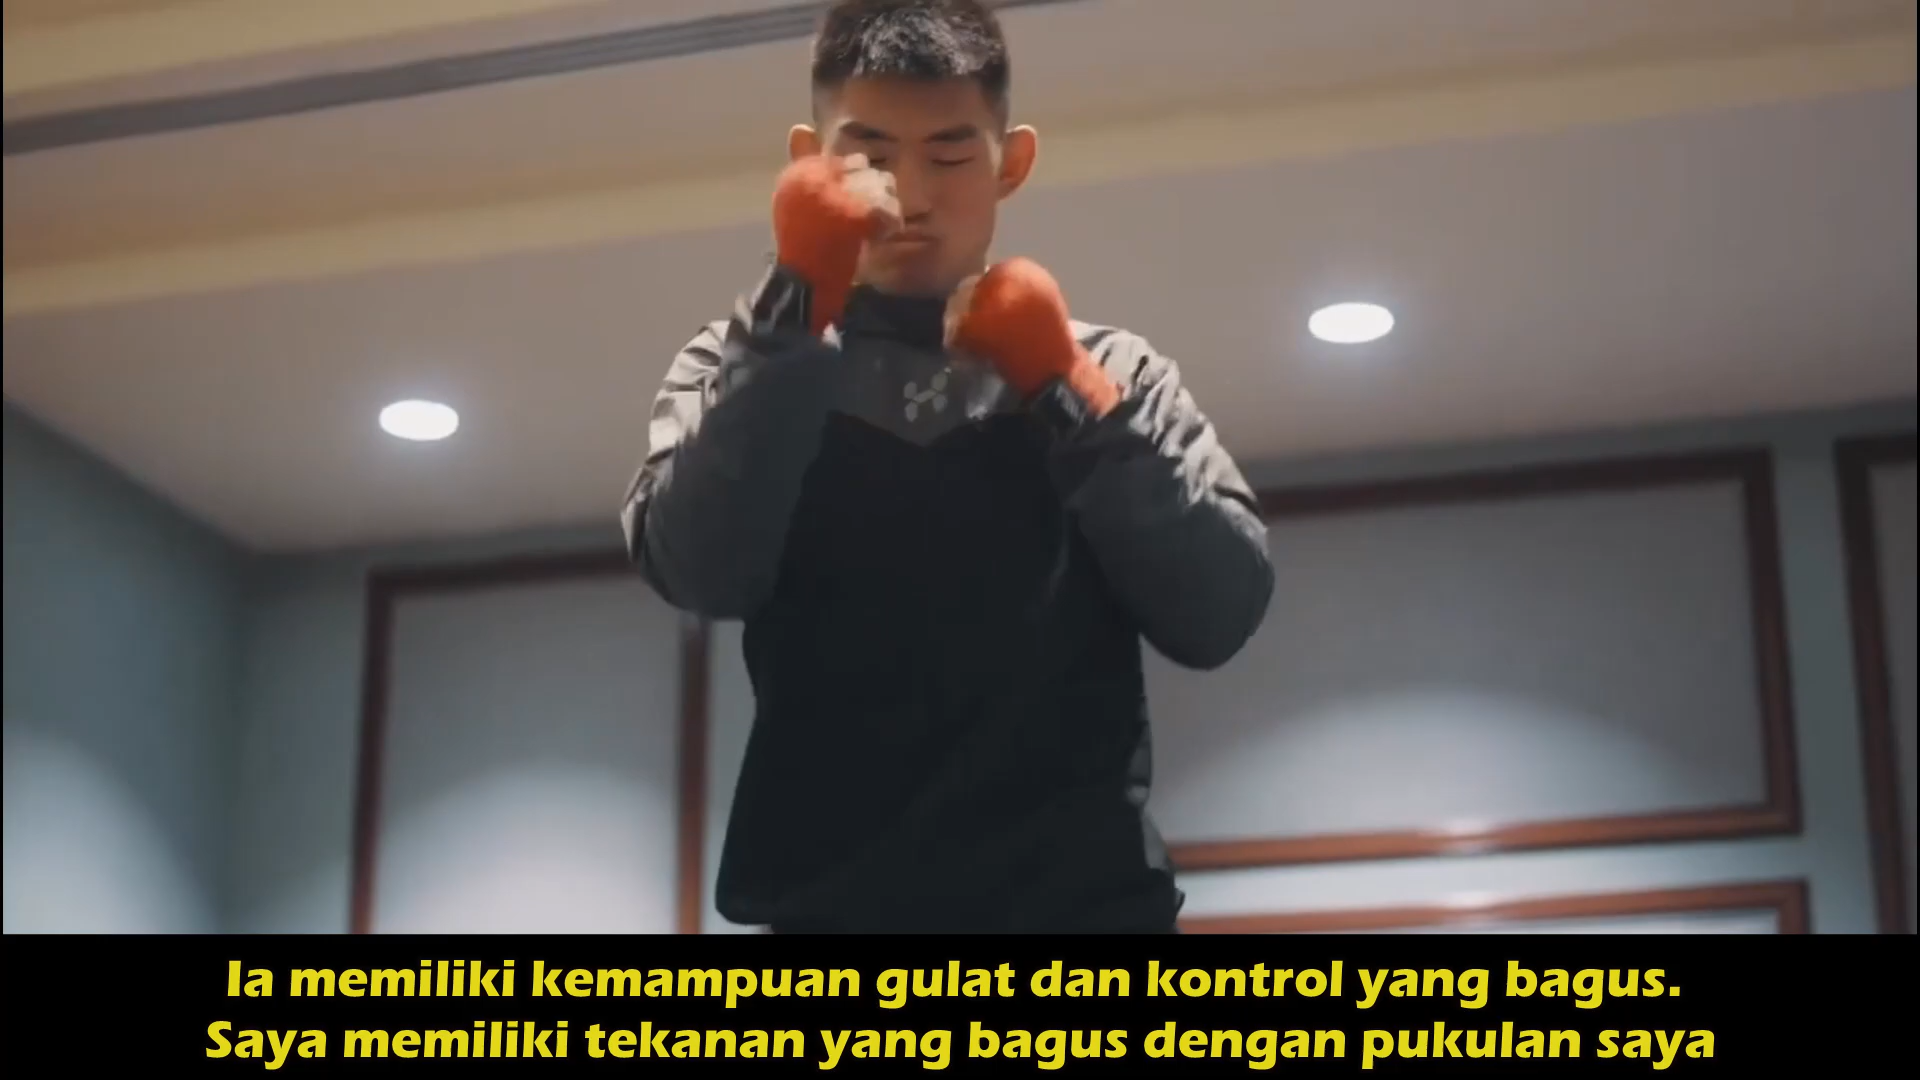 Ia memiliki kemampuan gulat dan kontrol yang bagus.
Saya memiliki tekanan yang bagus dengan pukulan saya